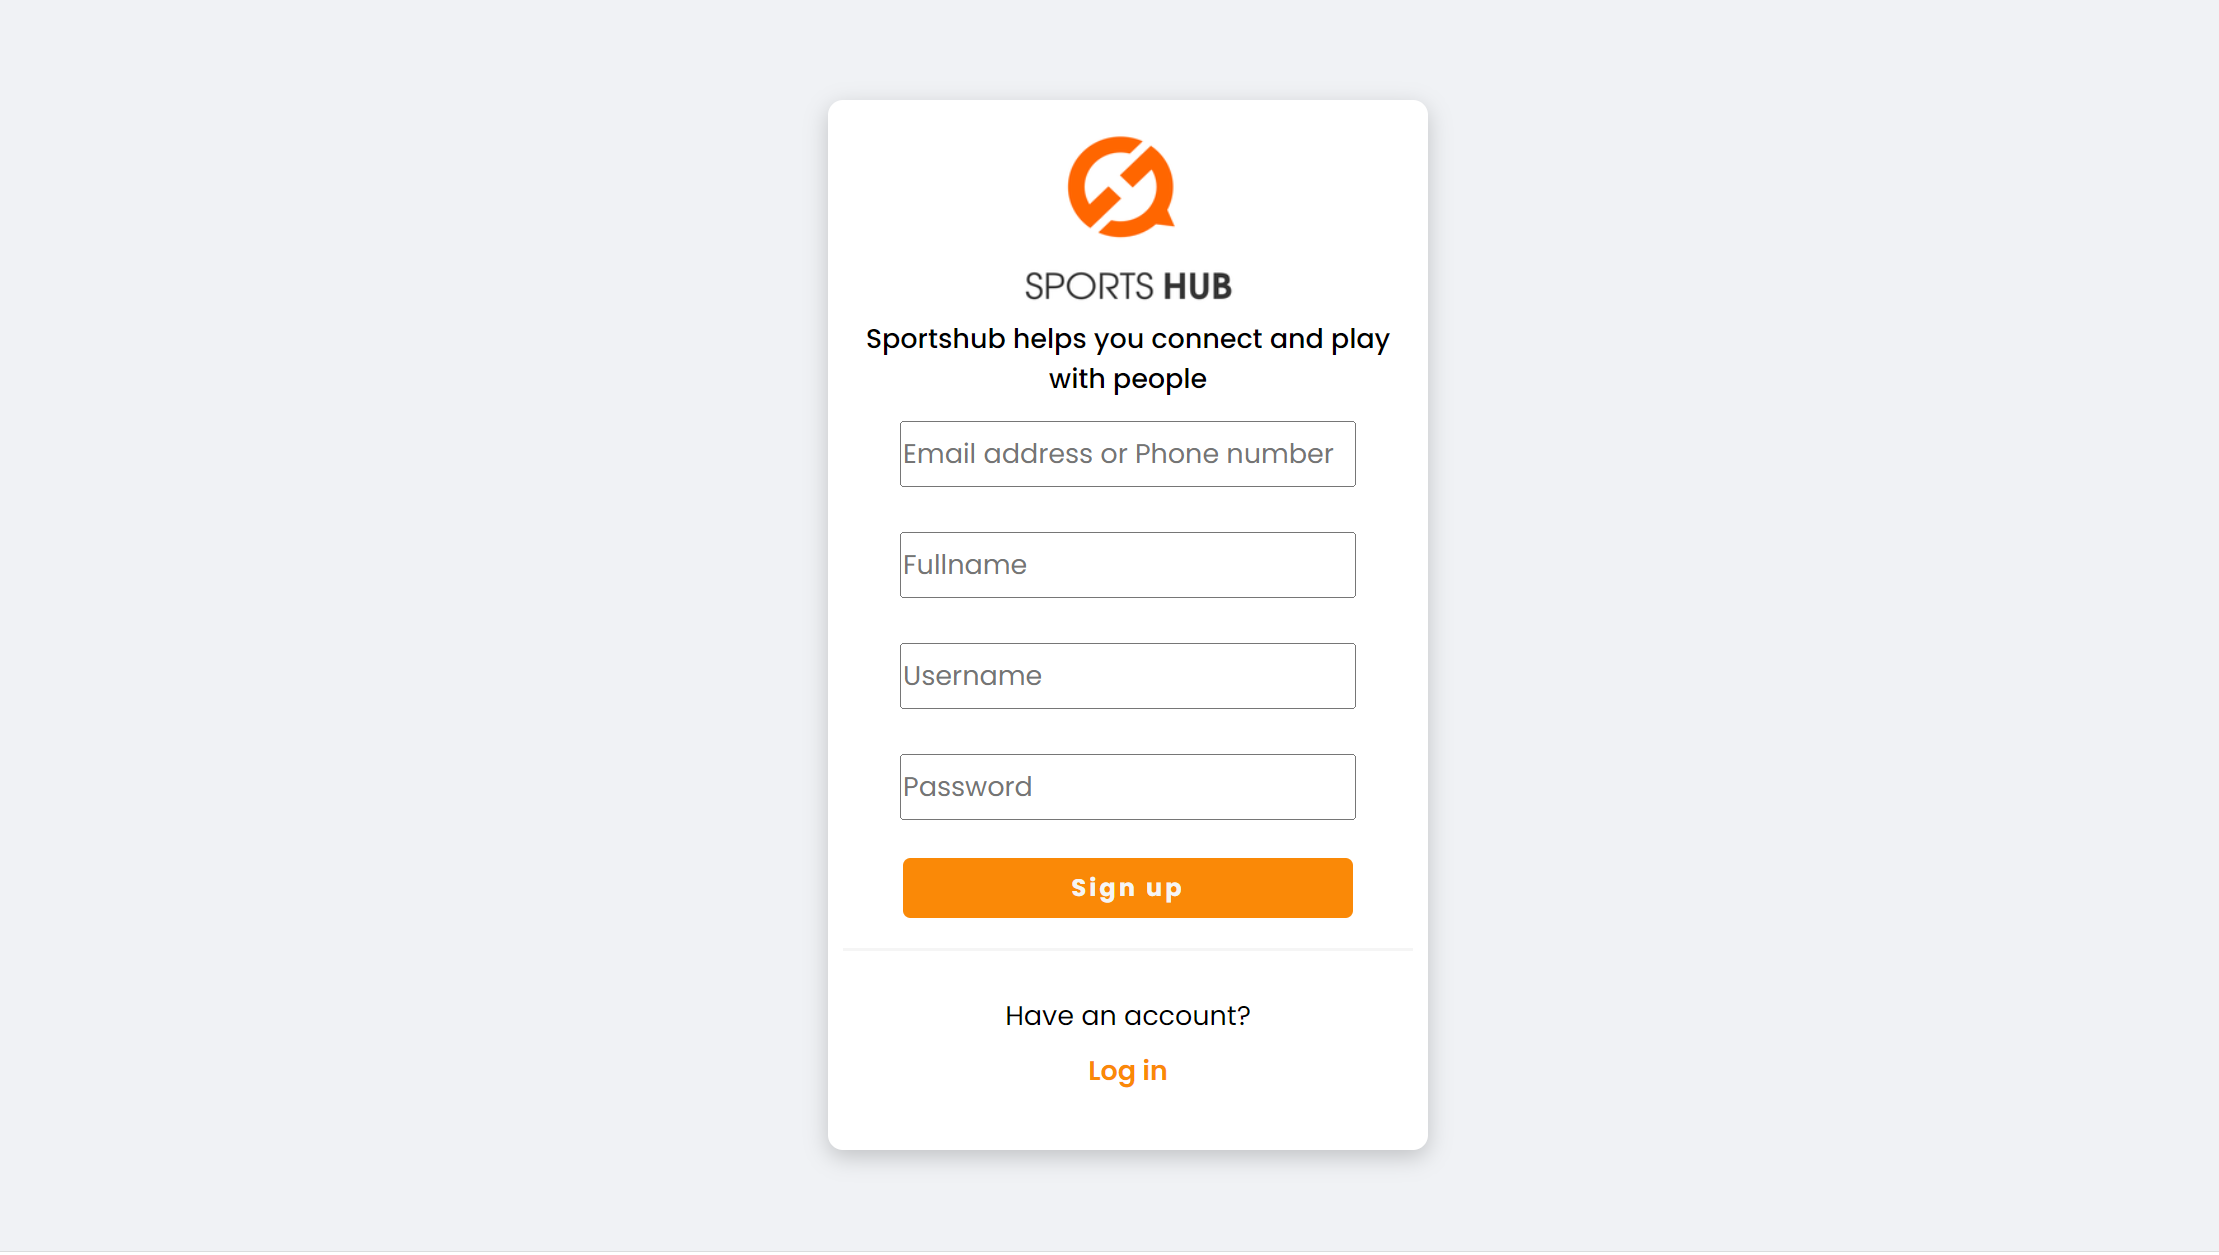 SPORTS HUB
Sportshub helps you connect and play
with people
Email address or Phone number
Fullname
Username
Password
Sign up
Have an account?
Log in